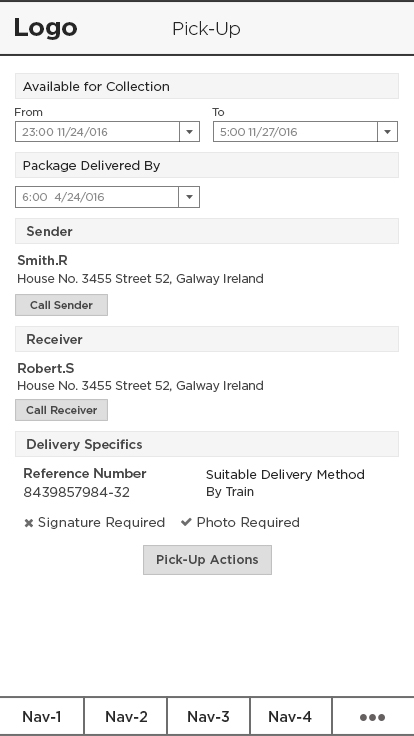 Logo
Pick-Up
Available for Collection
From To
23:00 11/24/016 5:00 11/27/016
Package Delivered By
6:00 4/24/016
Sender
Smith.R
House No. 3455 Street 52, Galway Ireland
Call Sender
Receiver
Robert.S
House No. 3455 Street 52, Galway Ireland
Call Receiver
Delivery Specifics
Reference Number Suitable Delivery Method
8439857984-32 By Train
Signature Required Photo Required
Pick-Up Actions
Nav-1 Nav-2 Nav-3 Nav-4